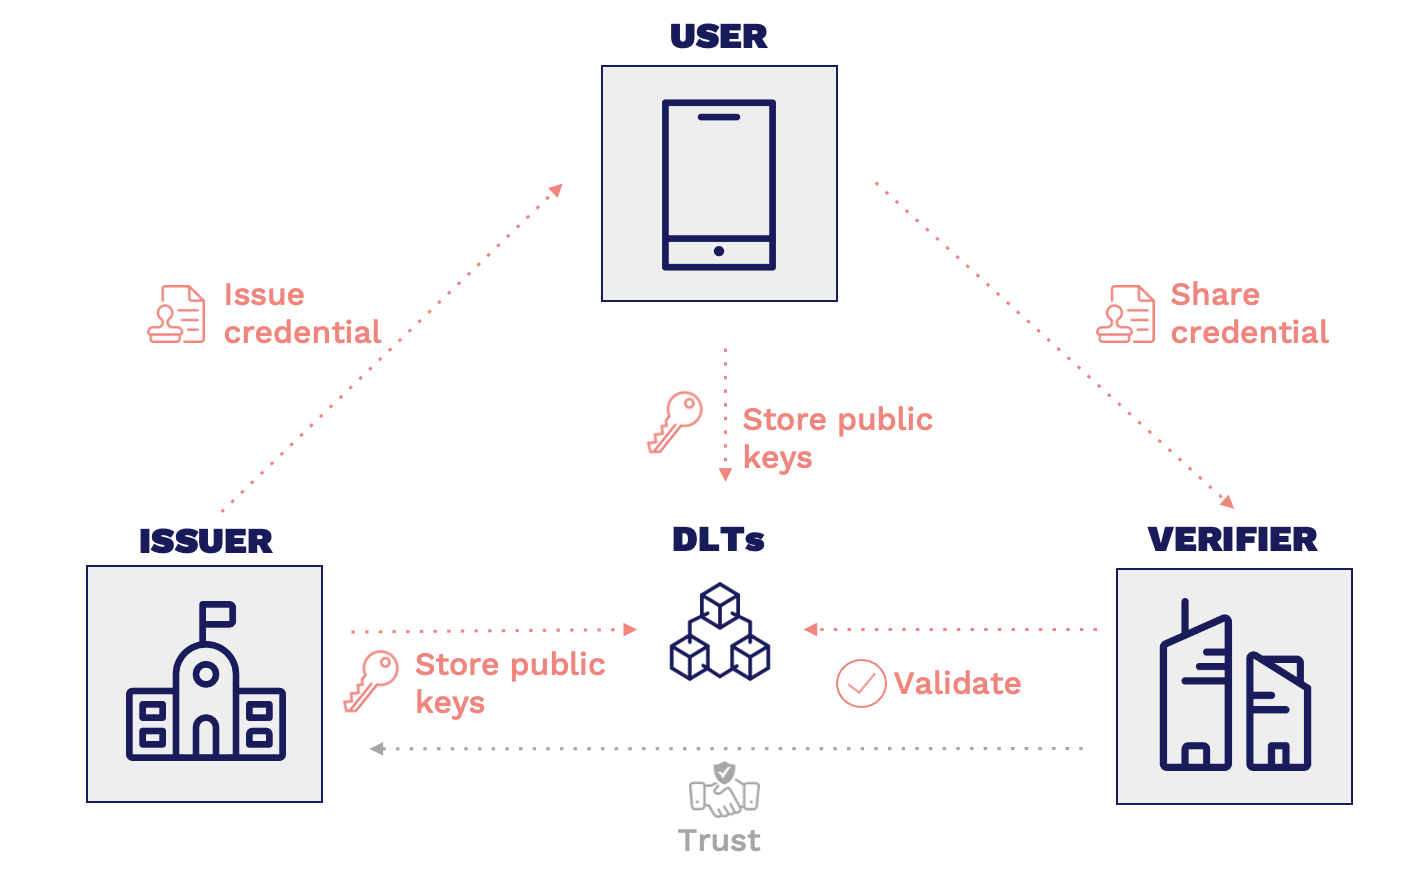 USER
Issue
credential
Share
credential
Store public
keys
ISSUER
DLTs
VERIFIER
Store public
keys
Validate
Trust